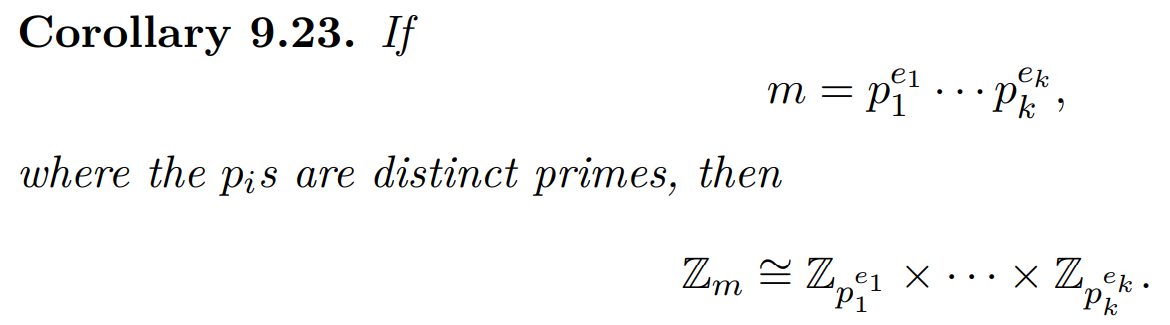 Corollary 9.23. If
m = p_1^{e_1} ⋯ p_k^{e_k},
where the p_is are distinct primes, then
ℤ_m ≅ ℤ_{p_1^{e_1}} × ⋯ × ℤ_{p_k^{e_k}}.